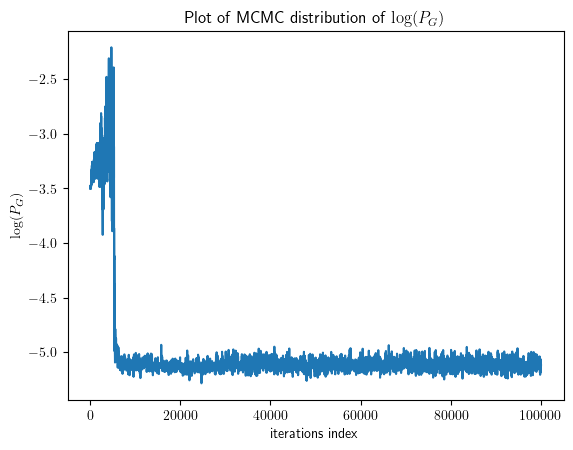 Plot of MCMC distribution of log(P_G)
log(P_G)
−2.5
−3.0
−3.5
−4.0
−4.5
−5.0
0 20000 40000 60000 80000 100000
iterations index